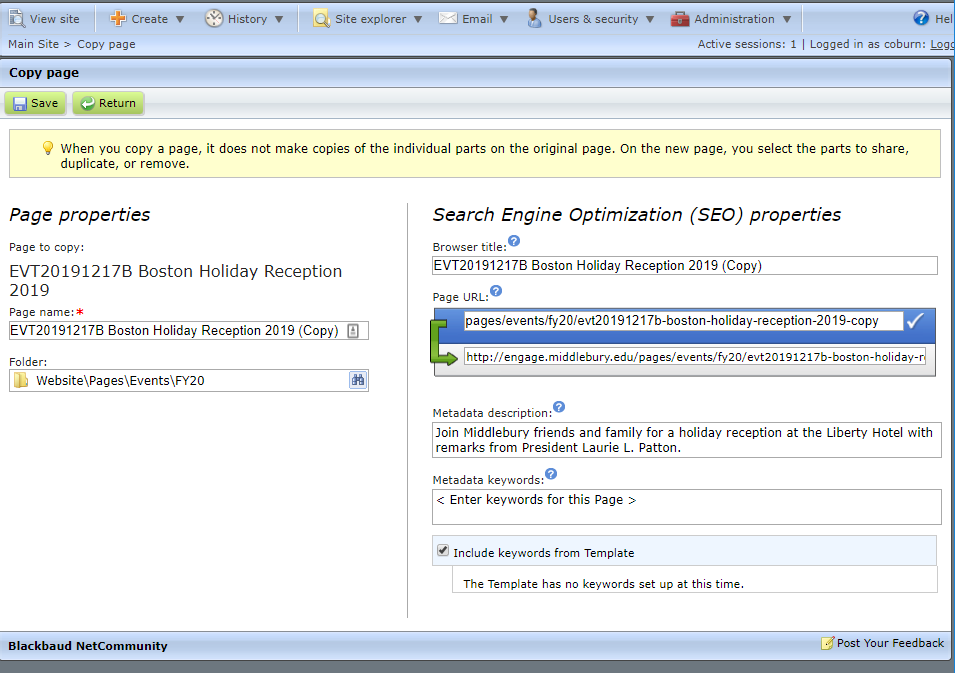 View site Create History Site explorer Email Users & security Administration Hel
Main Site > Copy page Active sessions: 1 | Logged in as coburn: Logg
Copy page
Save Return
When you copy a page, it does not make copies of the individual parts on the original page. On the new page, you select the parts to share,
duplicate, or remove.
Page properties
Page to copy:
EVT20191217B Boston Holiday Reception
2019
Page name:*
EVT20191217B Boston Holiday Reception 2019 (Copy)
Folder:
Website\Pages\Events\FY20
Search Engine Optimization (SEO) properties
Browser title:
EVT20191217B Boston Holiday Reception 2019 (Copy)
Page URL:
pages/events/fy20/evt20191217b-boston-holiday-reception-2019-copy
http://engage.middlebury.edu/pages/events/fy20/evt20191217b-boston-holiday-r
Metadata description:
Join Middlebury friends and family for a holiday reception at the Liberty Hotel with
remarks from President Laurie L. Patton.
Metadata keywords:
< Enter keywords for this Page >
Include keywords from Template
The Template has no keywords set up at this time.
Blackbaud NetCommunity Post Your Feedback